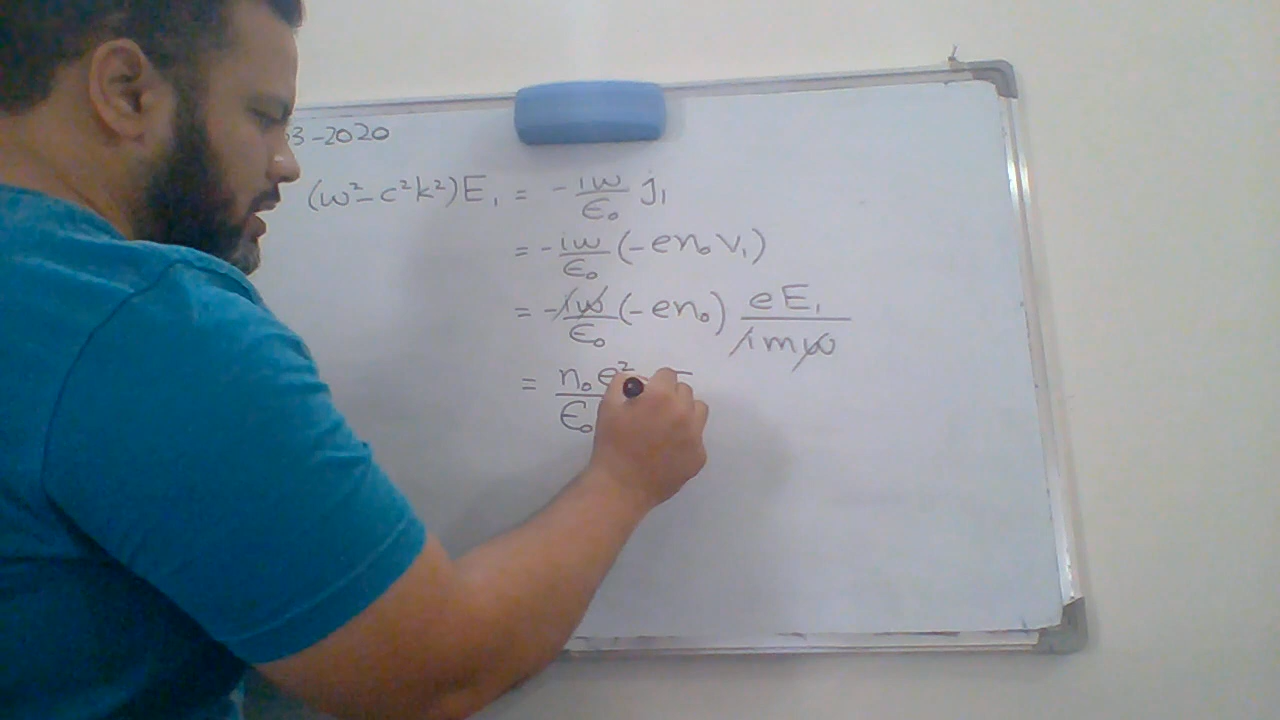 3-2020
(ω²-c²k²)E₁ = -iω/ε₀ j₁
= -iω/ε₀ (-en₀v₁)
= -iω/ε₀ (-en₀) eE₁/imω
= n₀e²/ε₀